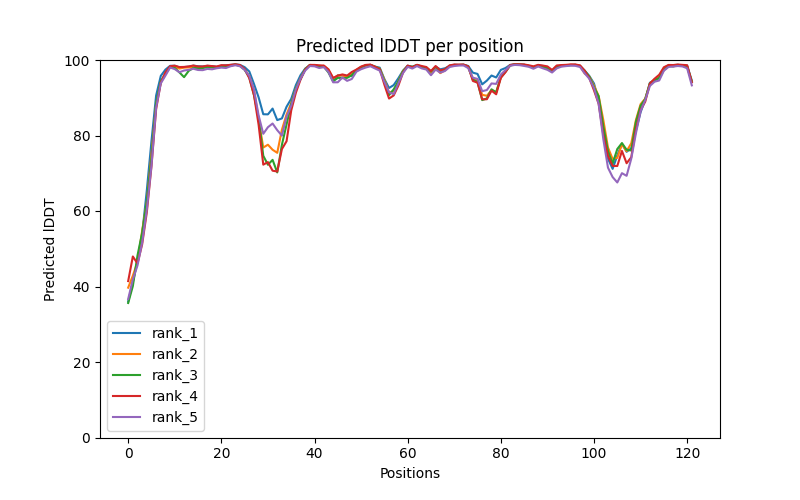 Predicted lDDT per position
100
80
60
40
20
0
Predicted lDDT
rank_1
rank_2
rank_3
rank_4
rank_5
0 20 40 60 80 100 120
Positions